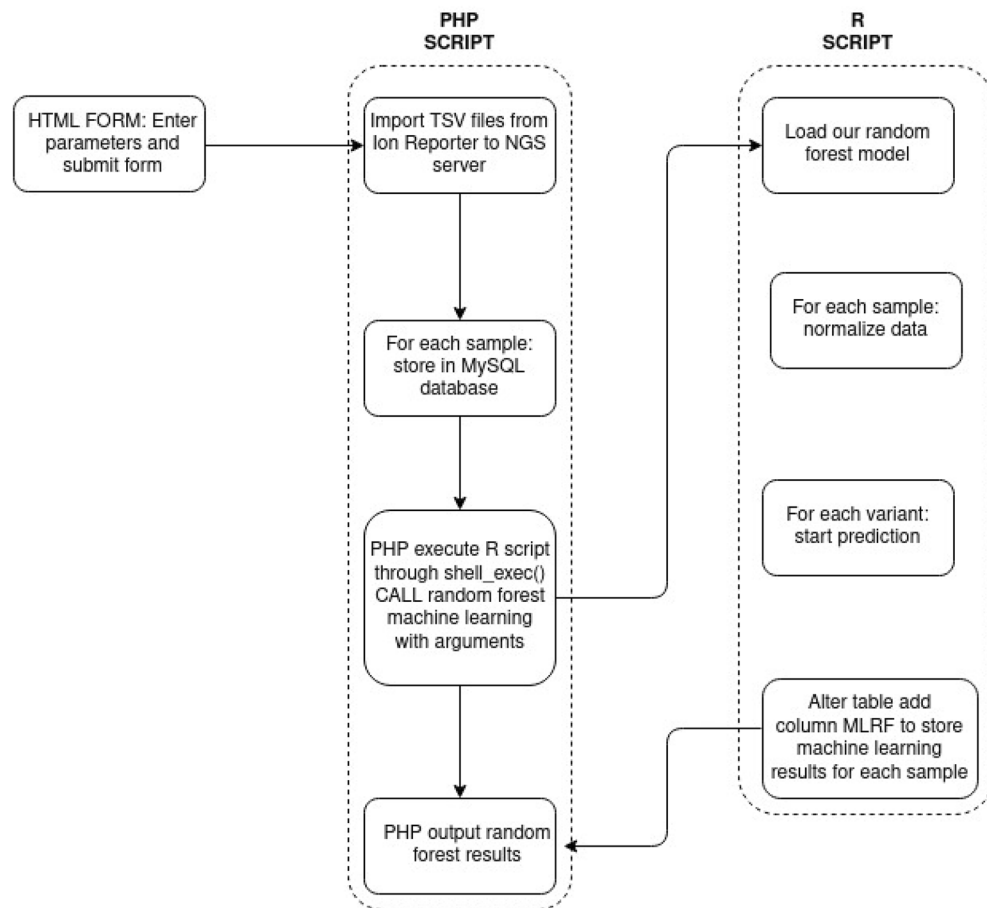 PHP
SCRIPT
R
SCRIPT
HTML FORM: Enter
parameters and
submit form
Import TSV files from
Ion Reporter to NGS
server
Load our random
forest model
For each sample:
normalize data
For each sample:
store in MySQL
database
For each variant:
start prediction
PHP execute R script
through shell_exec()
CALL random forest
machine learning
with arguments
Alter table add
column MLRF to store
machine learning
results for each sample
PHP output random
forest results